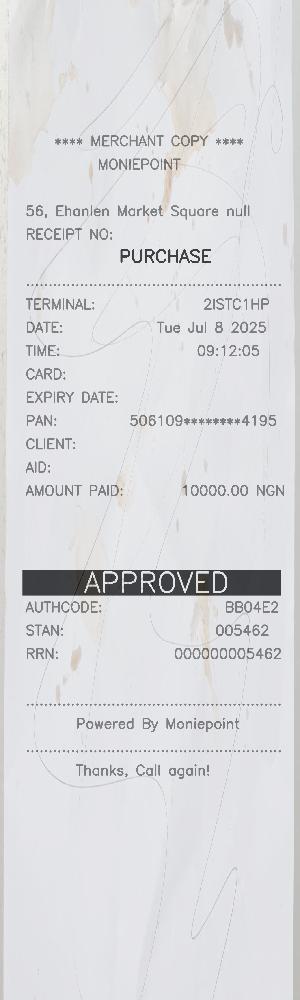 **** MERCHANT COPY ****
MONIEPOINT
56, Ehanlen Market Square null
RECEIPT NO:
PURCHASE
TERMINAL: 2ISTC1HP
DATE: Tue Jul 8 2025
TIME: 09:12:05
CARD:
EXPIRY DATE:
PAN: 506109********4195
CLIENT:
AID:
AMOUNT PAID: 10000.00 NGN
APPROVED
AUTHCODE: BB04E2
STAN: 005462
RRN: 000000005462
Powered By Moniepoint
Thanks, Call again!